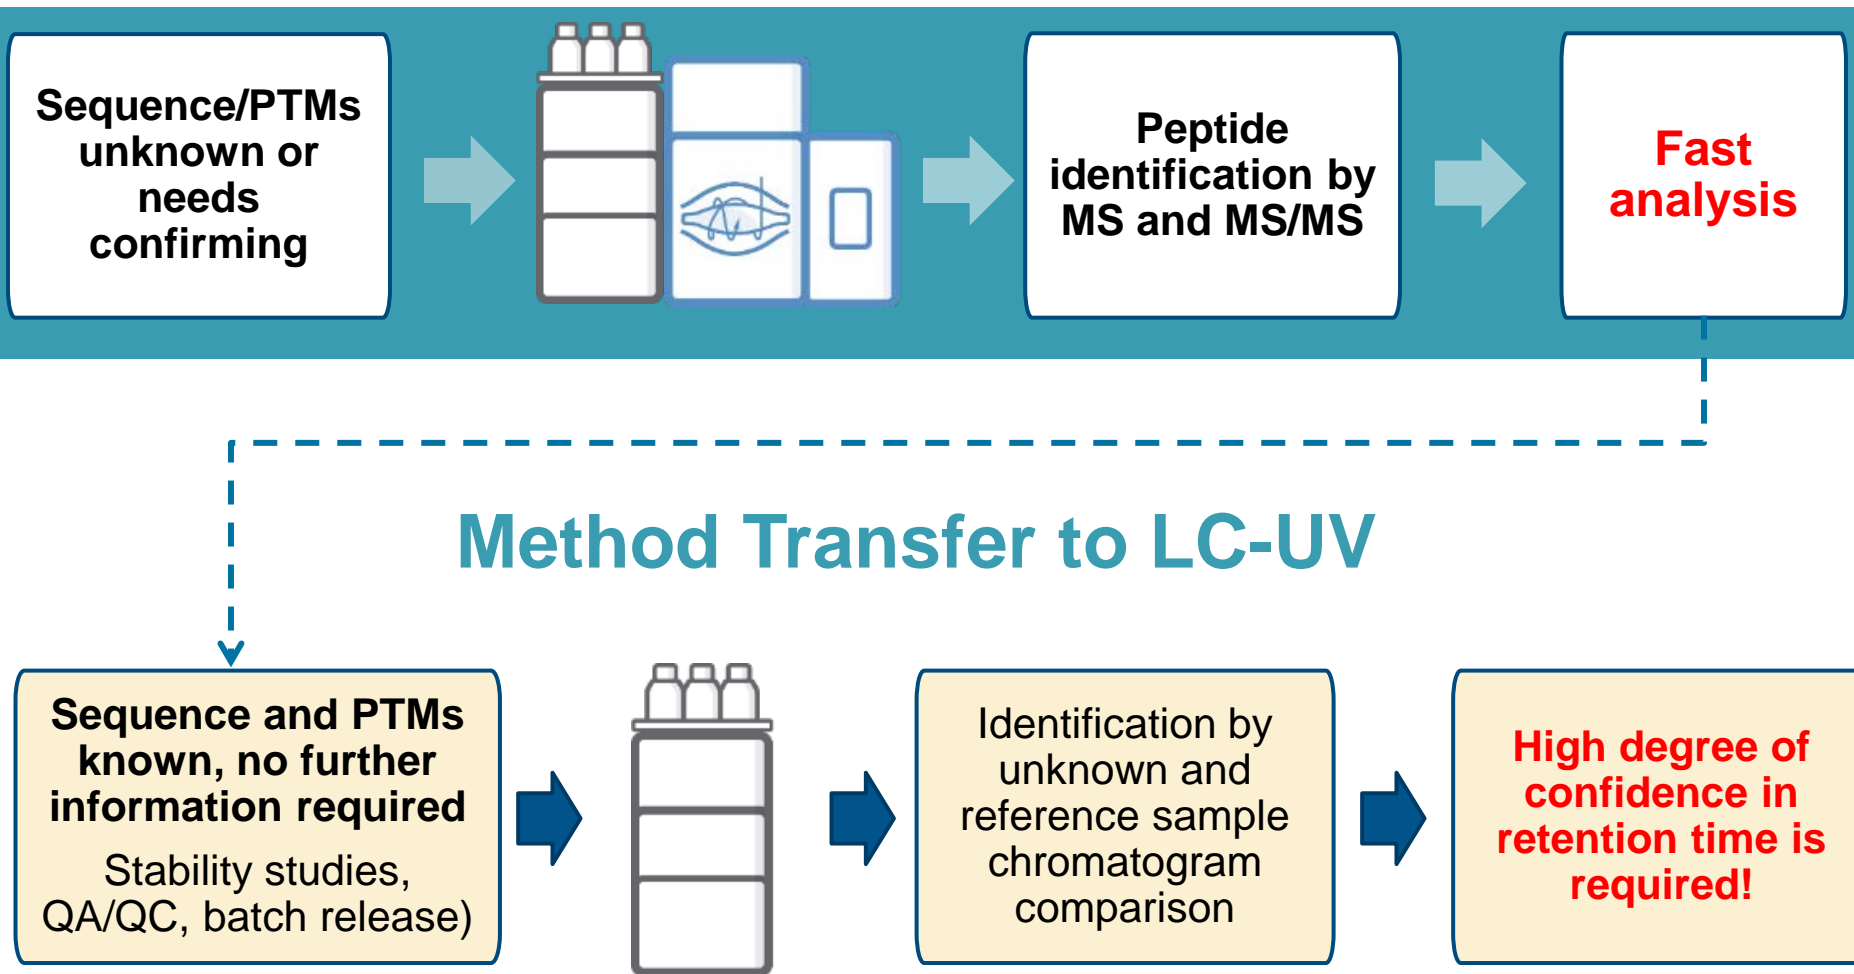 Sequence/PTMs
unknown or
needs
confirming
Peptide
identification by
MS and MS/MS
Fast
analysis
Method Transfer to LC-UV
Sequence and PTMs
known, no further
information required
Stability studies,
QA/QC, batch release)
Identification by
unknown and
reference sample
chromatogram
comparison
High degree of
confidence in
retention time is
required!